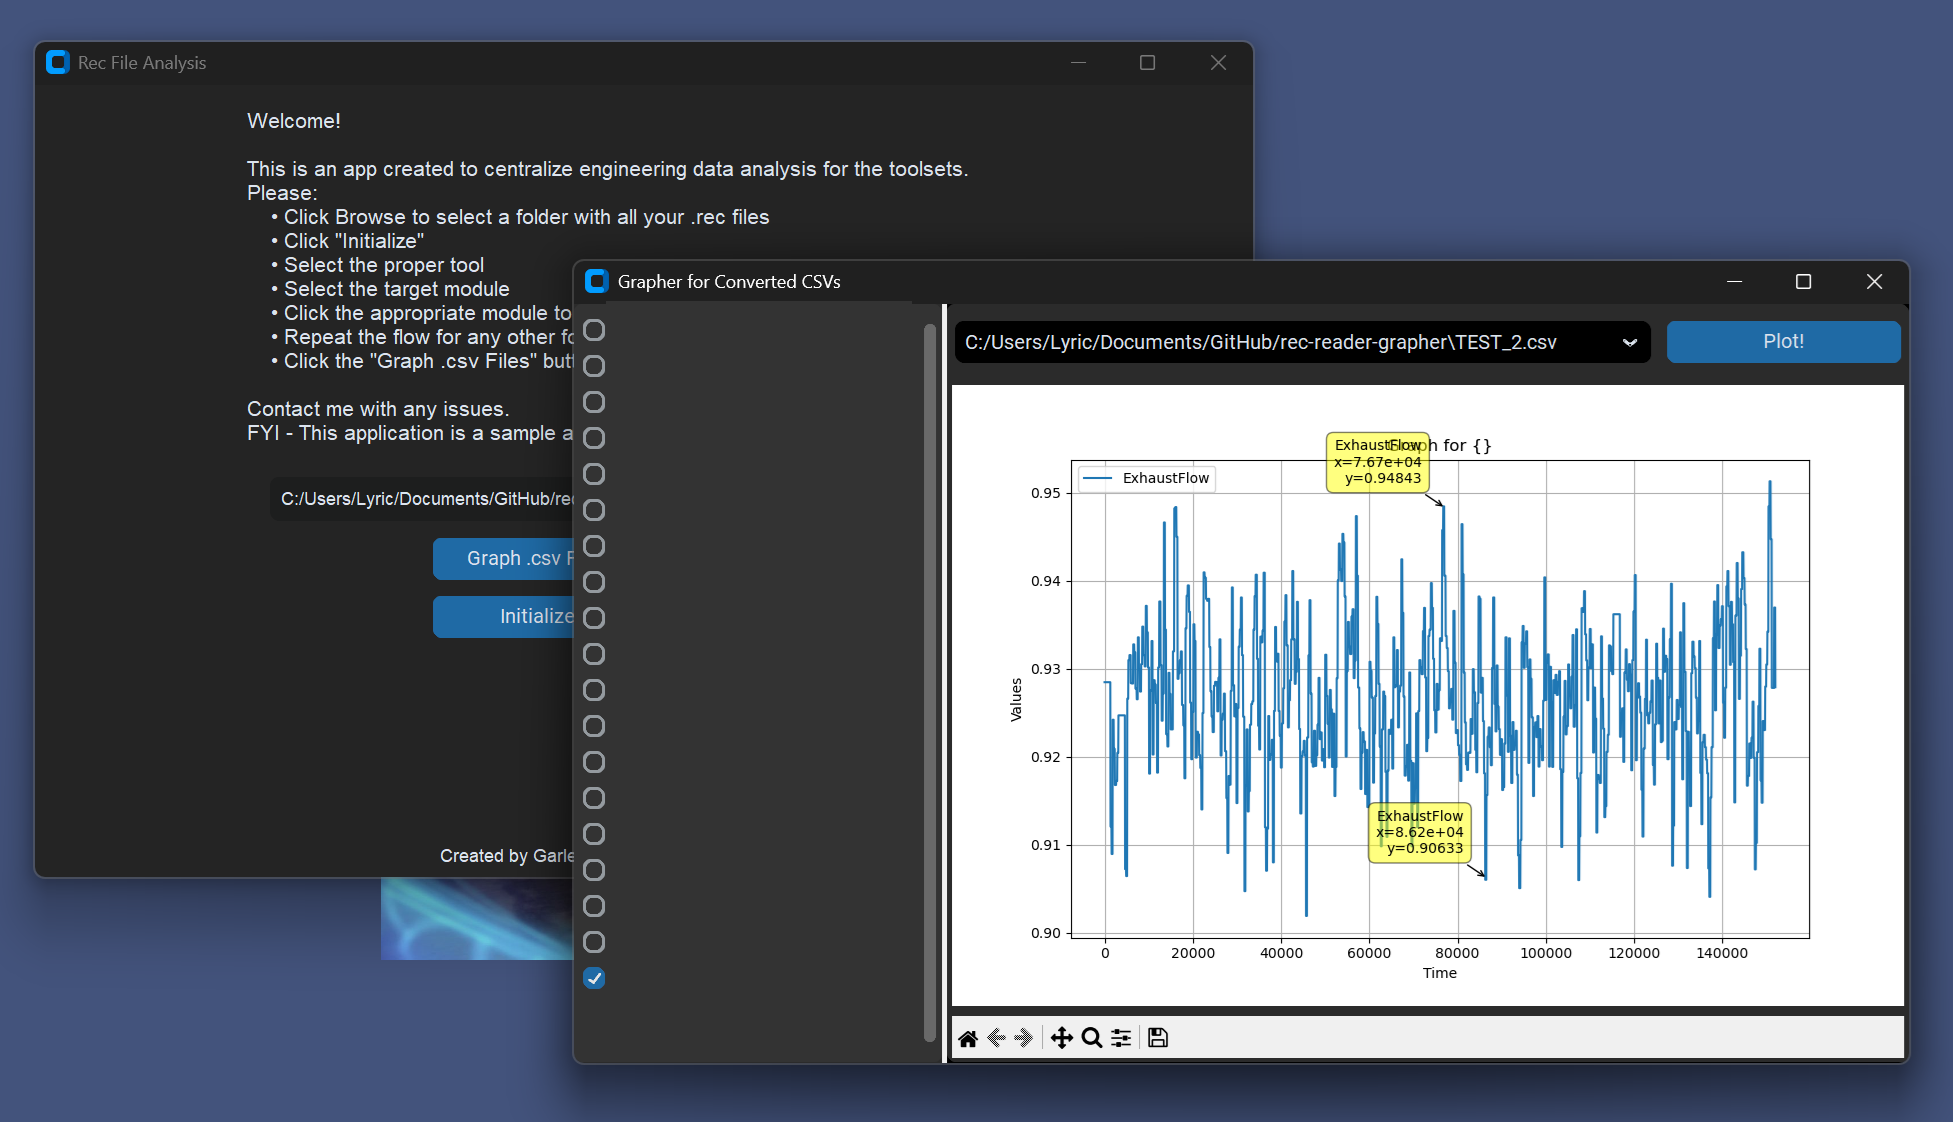 Rec File Analysis
Welcome!
This is an app created to centralize engineering data analysis for the toolsets.
Please:
• Click Browse to select a folder with all your .rec files
• Click "Initialize"
• Select the proper tool
• Select the target module
• Click the appropriate module to
• Repeat the flow for any other fo
• Click the "Graph .csv Files" but
Contact me with any issues.
FYI - This application is a sample a
C:/Users/Lyric/Documents/GitHub/rec
Graph .csv F
Initialize
Created by Garle
Grapher for Converted CSVs
C:/Users/Lyric/Documents/GitHub/rec-reader-grapher\TEST_2.csv
Plot!
Graph for {}
ExhaustFlow
x=7.67e+04
y=0.94843
ExhaustFlow
0.95
0.94
0.93
0.92
0.91
0.90
Values
ExhaustFlow
x=8.62e+04
y=0.90633
0 20000 40000 60000 80000 100000 120000 140000
Time